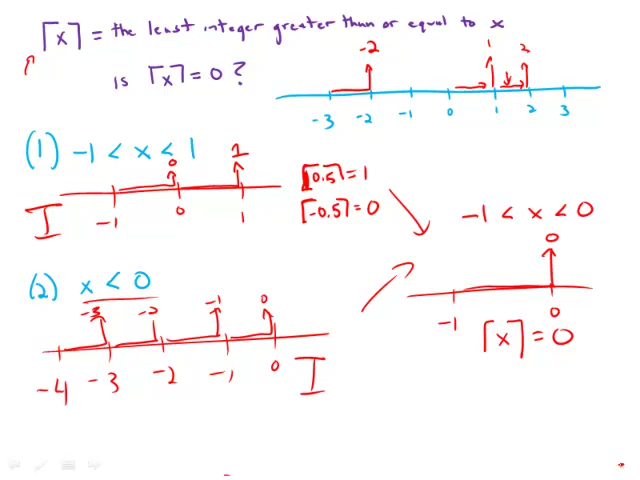 ⌈x⌉ = the least integer greater than or equal to x
is ⌈x⌉ = 0 ?
-2 1 2
-3 -2 -1 0 1 2 3
(1) -1 < x < 1
0 1
I -1 0 1
⌈0.5⌉ = 1
⌈-0.5⌉ = 0
(2) x < 0
-3 -2 -1 0
-4 -3 -2 -1 0 I
-1 < x < 0
0
-1 0
⌈x⌉ = 0